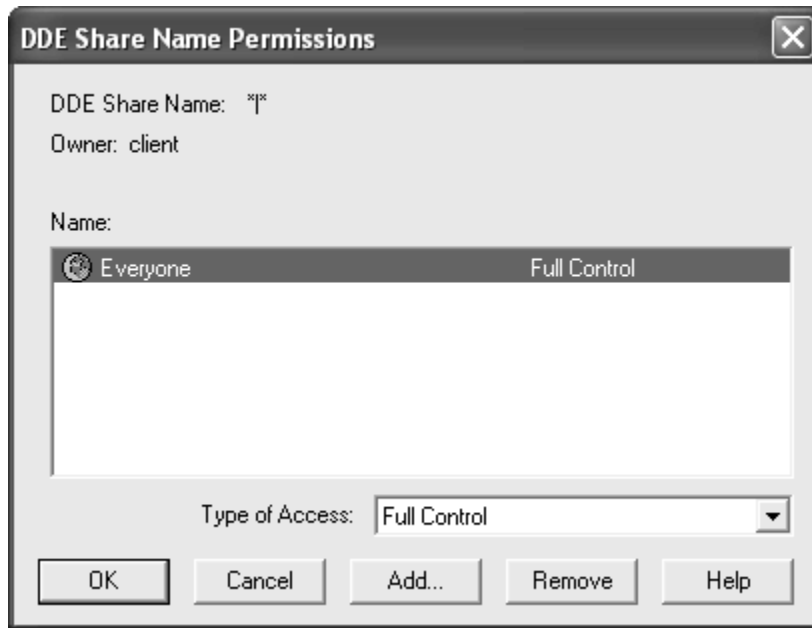 DDE Share Name Permissions
DDE Share Name: *|*
Owner: client
Name:
Everyone Full Control
Type of Access: Full Control
OK Cancel Add... Remove Help